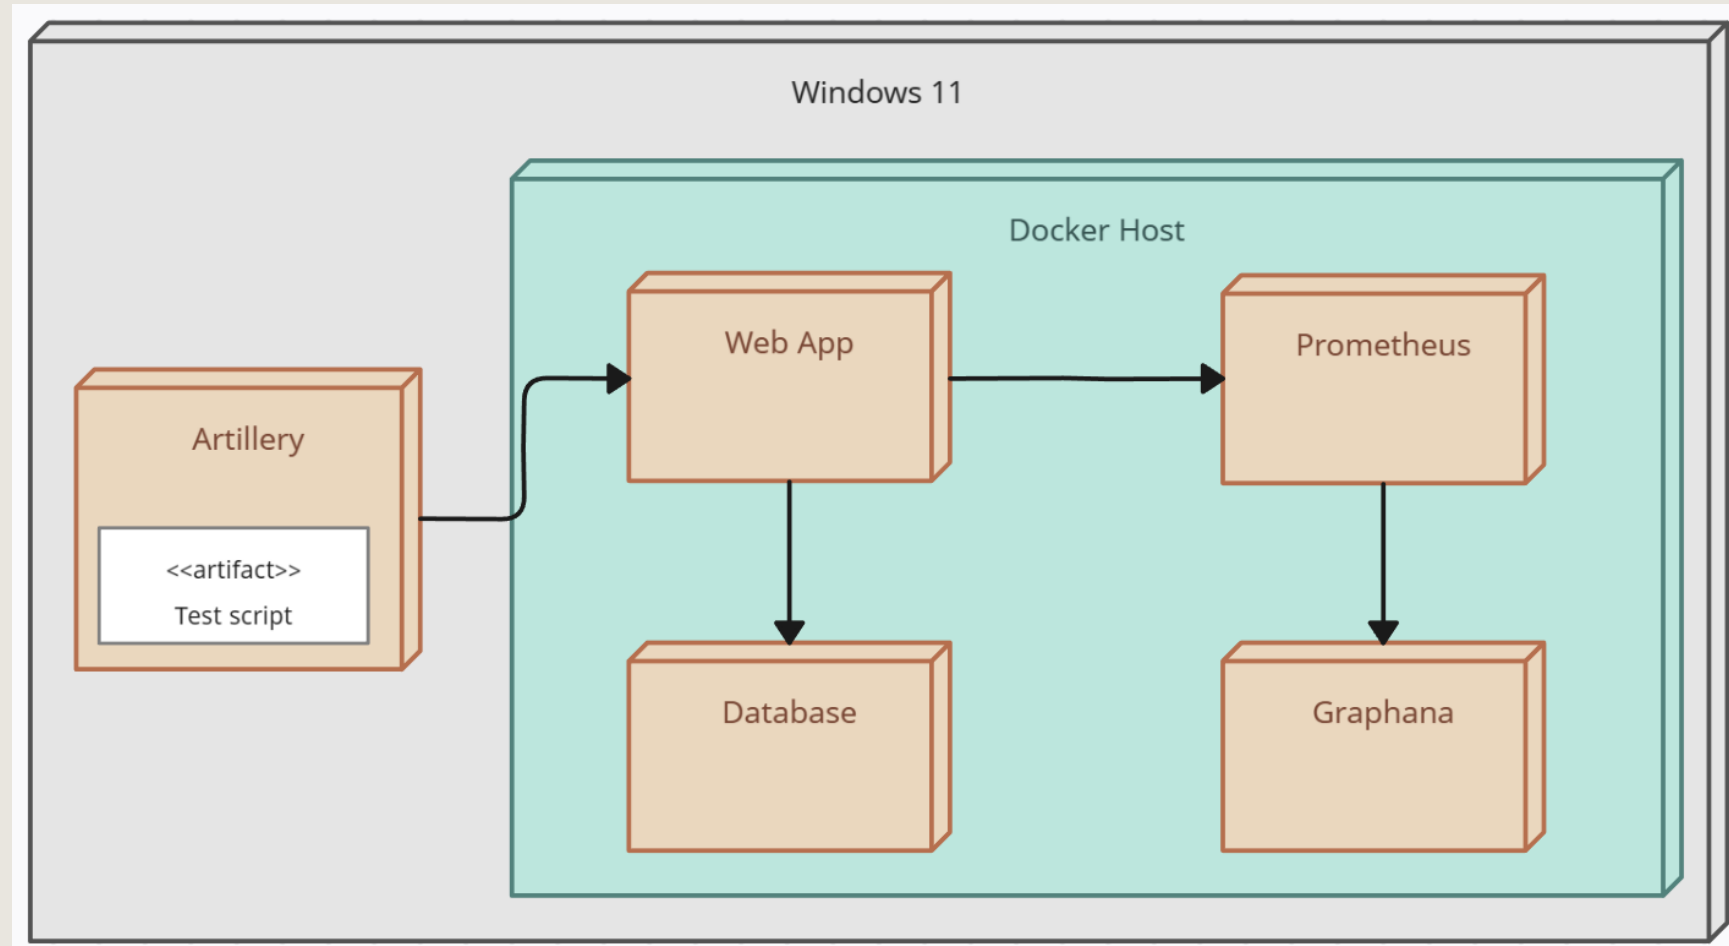 Windows 11
Docker Host
Web App
Prometheus
Artillery
<<artifact>>
Test script
Database
Graphana